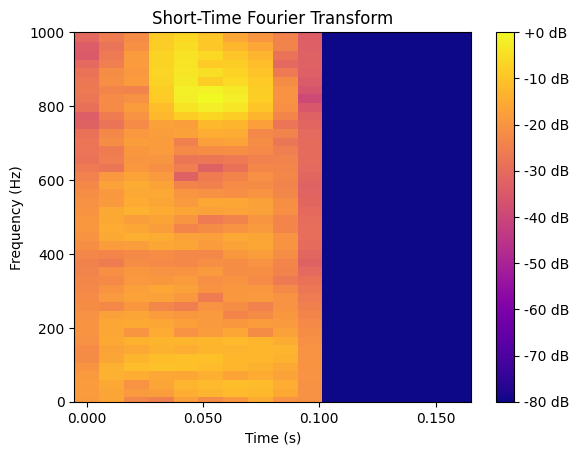 Short-Time Fourier Transform
1000
800
600
400
200
0
Frequency (Hz)
0.000
0.050
0.100
0.150
Time (s)
+0 dB
-10 dB
-20 dB
-30 dB
-40 dB
-50 dB
-60 dB
-70 dB
-80 dB